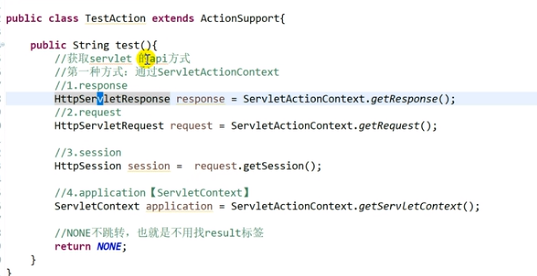 public class TestAction extends ActionSupport{
public String test(){
//获取servlet 的api方式
//第一种方式：通过ServletActionContext
//1.response
HttpServletResponse response = ServletActionContext.getResponse();
//2.request
HttpServletRequest request = ServletActionContext.getRequest();
//3.session
HttpSession session =  request.getSession();
//4.application【ServletContext】
ServletContext application = ServletActionContext.getServletContext();
//NONE不跳转，也就是不用找result标签
return NONE;
}
}